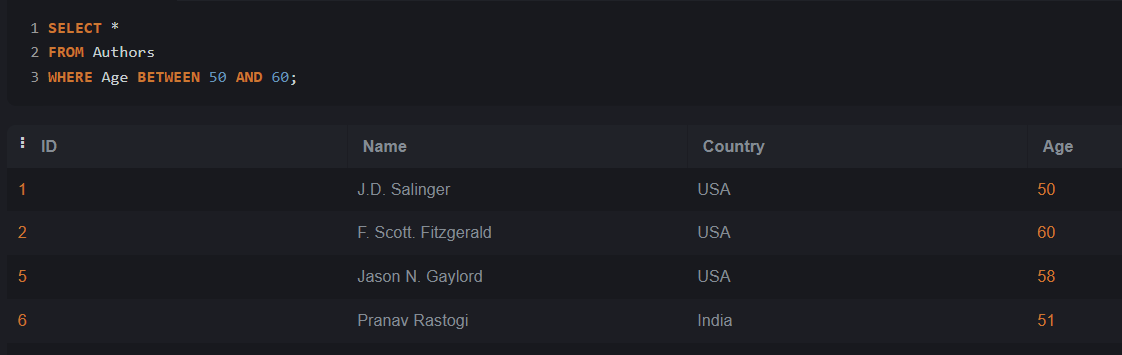 1 SELECT *
2 FROM Authors
3 WHERE Age BETWEEN 50 AND 60;
ID Name Country Age
1 J.D. Salinger USA 50
2 F. Scott. Fitzgerald USA 60
5 Jason N. Gaylord USA 58
6 Pranav Rastogi India 51